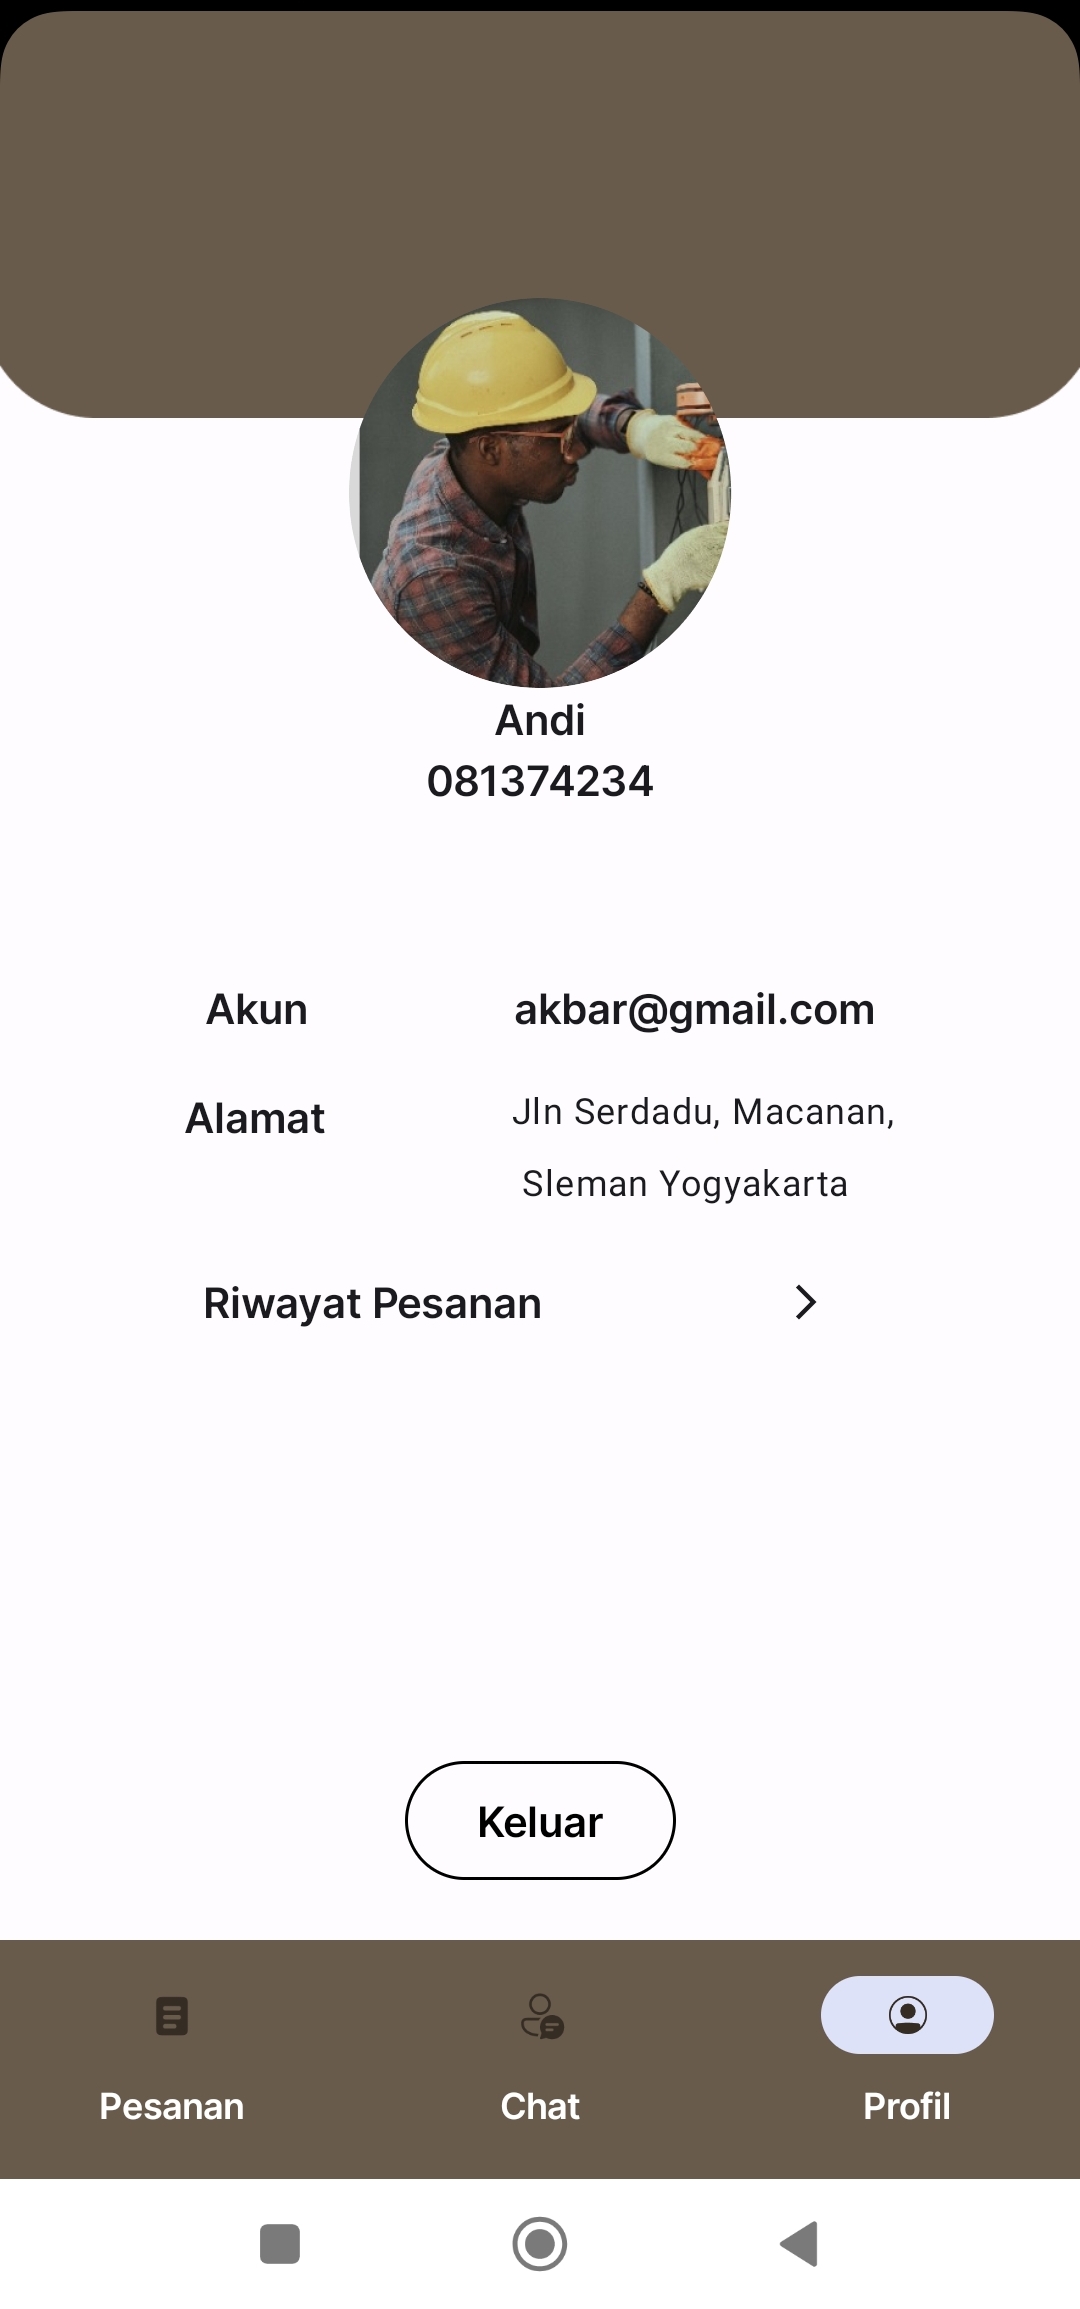 Andi
081374234
Akun
akbar@gmail.com
Alamat
Jln Serdadu, Macanan,
Sleman Yogyakarta
Riwayat Pesanan
Keluar
Pesanan
Chat
Profil